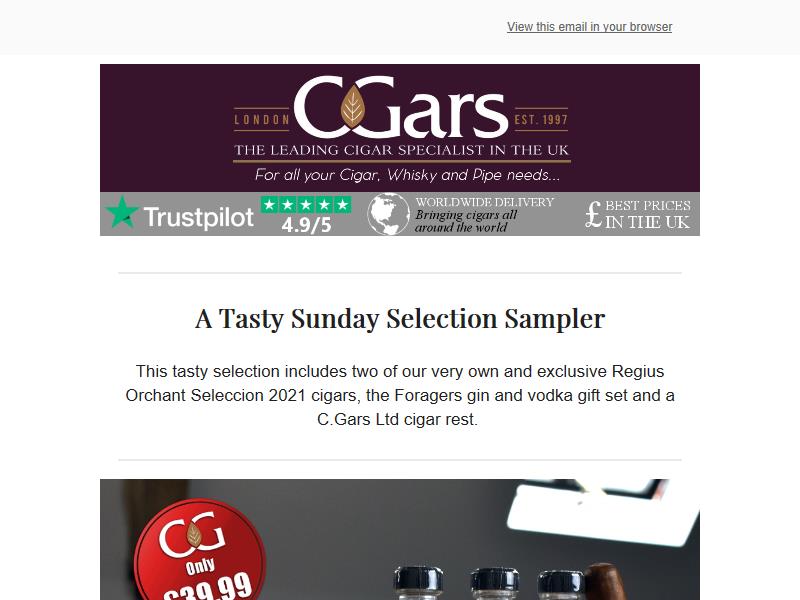 View this email in your browser
CGars
LONDON
EST. 1997
THE LEADING CIGAR SPECIALIST IN THE UK
For all your Cigar, Whisky and Pipe needs...
Trustpilot
4.9/5
WORLDWIDE DELIVERY
Bringing cigars all
around the world
£ BEST PRICES
IN THE UK
A Tasty Sunday Selection Sampler
This tasty selection includes two of our very own and exclusive Regius
Orchant Seleccion 2021 cigars, the Foragers gin and vodka gift set and a
C.Gars Ltd cigar rest.
CG
Only
£39.99